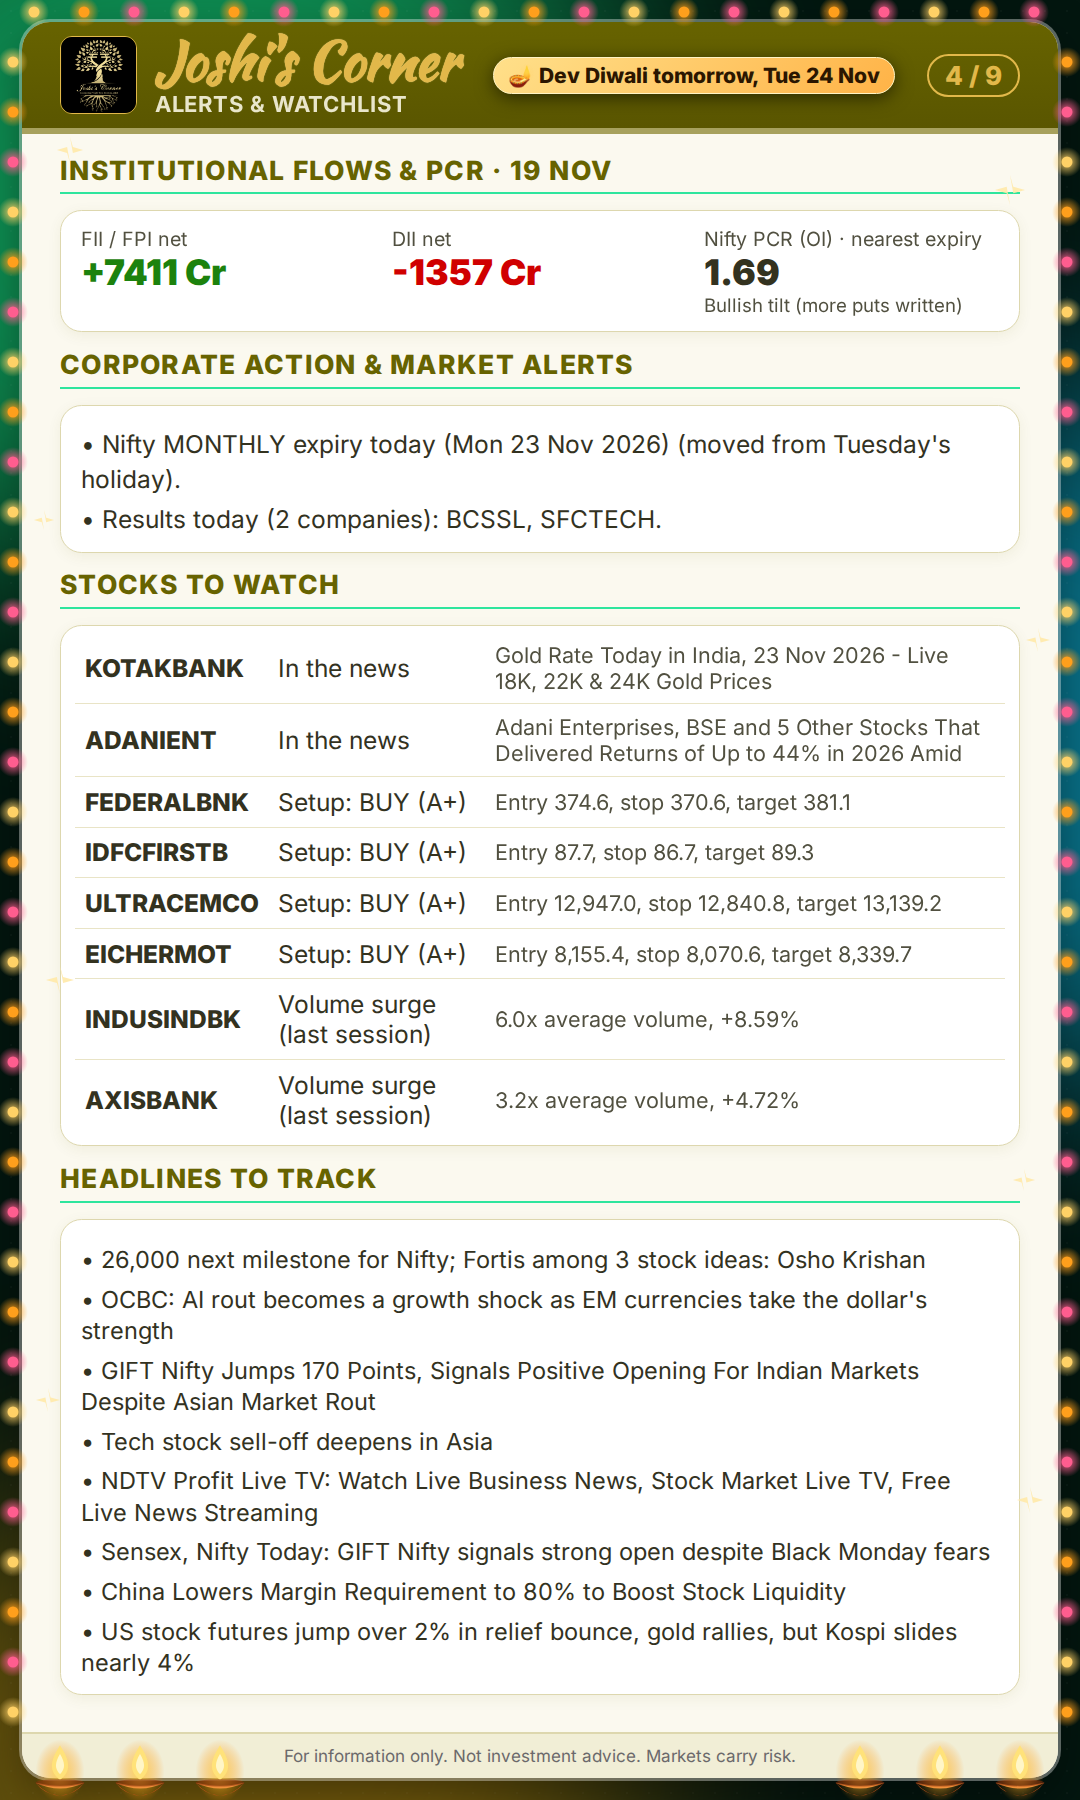 Joshi's Corner
ALERTS & WATCHLIST
Joshi's Corner
🪔 Dev Diwali tomorrow, Tue 24 Nov
4 / 9
INSTITUTIONAL FLOWS & PCR · 19 NOV
FII / FPI net
+7411 Cr
DII net
-1357 Cr
Nifty PCR (OI) · nearest expiry
1.69
Bullish tilt (more puts written)
CORPORATE ACTION & MARKET ALERTS
• Nifty MONTHLY expiry today (Mon 23 Nov 2026) (moved from Tuesday's
holiday).
• Results today (2 companies): BCSSL, SFCTECH.
STOCKS TO WATCH
KOTAKBANK In the news Gold Rate Today in India, 23 Nov 2026 - Live
18K, 22K & 24K Gold Prices
ADANIENT In the news Adani Enterprises, BSE and 5 Other Stocks That
Delivered Returns of Up to 44% in 2026 Amid
FEDERALBNK Setup: BUY (A+) Entry 374.6, stop 370.6, target 381.1
IDFCFIRSTB Setup: BUY (A+) Entry 87.7, stop 86.7, target 89.3
ULTRACEMCO Setup: BUY (A+) Entry 12,947.0, stop 12,840.8, target 13,139.2
EICHERMOT Setup: BUY (A+) Entry 8,155.4, stop 8,070.6, target 8,339.7
INDUSINDBK Volume surge
(last session) 6.0x average volume, +8.59%
AXISBANK Volume surge
(last session) 3.2x average volume, +4.72%
HEADLINES TO TRACK
• 26,000 next milestone for Nifty; Fortis among 3 stock ideas: Osho Krishan
• OCBC: AI rout becomes a growth shock as EM currencies take the dollar's
strength
• GIFT Nifty Jumps 170 Points, Signals Positive Opening For Indian Markets
Despite Asian Market Rout
• Tech stock sell-off deepens in Asia
• NDTV Profit Live TV: Watch Live Business News, Stock Market Live TV, Free
Live News Streaming
• Sensex, Nifty Today: GIFT Nifty signals strong open despite Black Monday fears
• China Lowers Margin Requirement to 80% to Boost Stock Liquidity
• US stock futures jump over 2% in relief bounce, gold rallies, but Kospi slides
nearly 4%
For information only. Not investment advice. Markets carry risk.